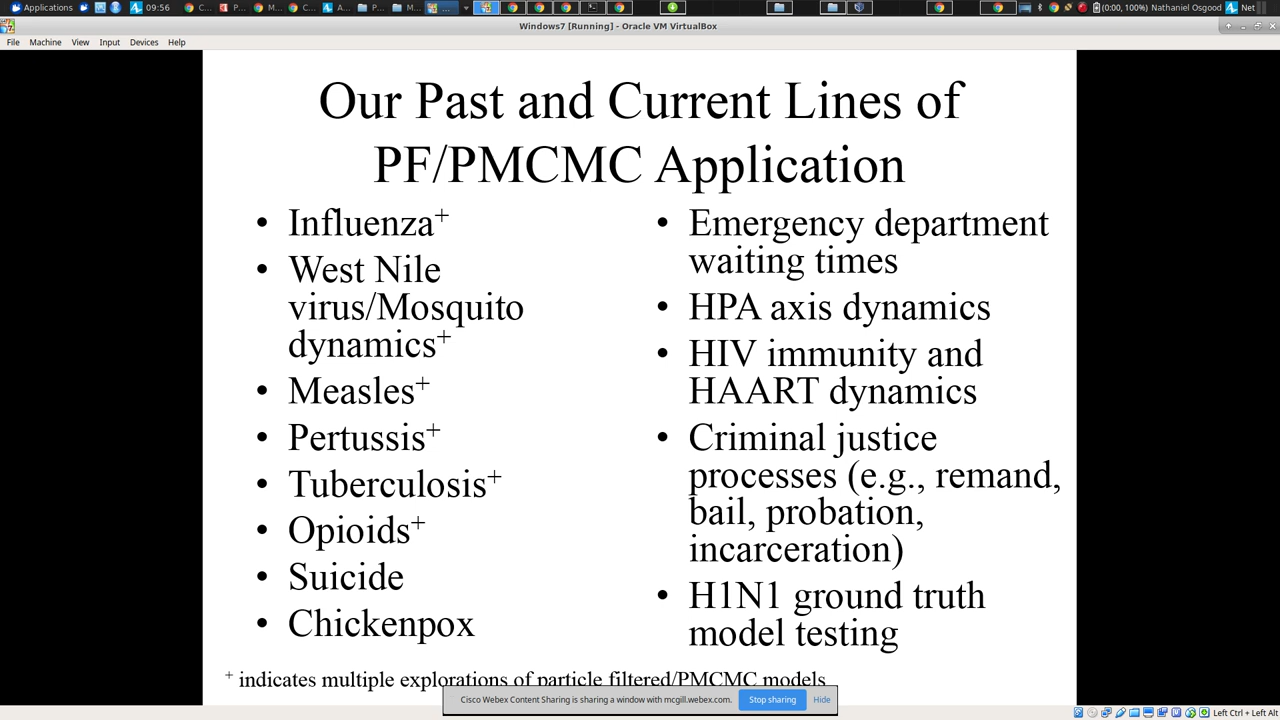 Applications
09:56
C...
P...
M...
C...
A...
P...
M...
...
(0:00, 100%) Nathaniel Osgood
Net
Windows7 [Running] - Oracle VM VirtualBox
File Machine View Input Devices Help
Our Past and Current Lines of
PF/PMCMC Application
• Influenza+
• West Nile
virus/Mosquito
dynamics+
• Measles+
• Pertussis+
• Tuberculosis+
• Opioids+
• Suicide
• Chickenpox
• Emergency department
waiting times
• HPA axis dynamics
• HIV immunity and
HAART dynamics
• Criminal justice
processes (e.g., remand,
bail, probation,
incarceration)
• H1N1 ground truth
model testing
+ indicates multiple explorations of particle filtered/PMCMC models
Cisco Webex Content Sharing is sharing a window with mcgill.webex.com.
Stop sharing
Hide
Left Ctrl + Left Alt